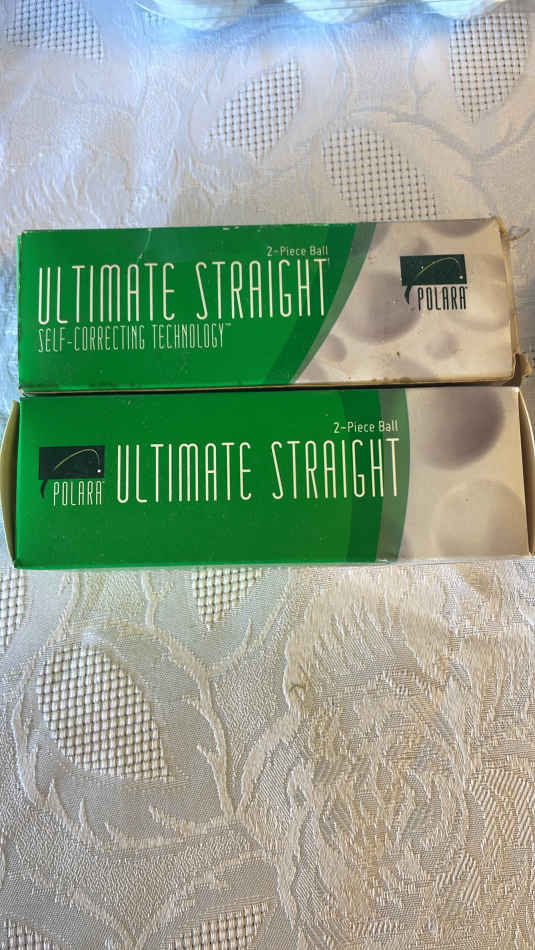 2-Piece Ball
ULTIMATE STRAIGHT
SELF-CORRECTING TECHNOLOGY™
POLARA
2-Piece Ball
POLARA
ULTIMATE STRAIGHT